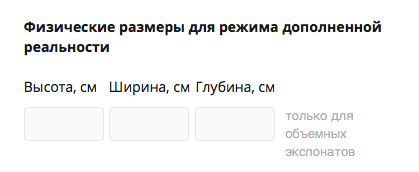 Физические размеры для режима дополненной
реальности
Высота, см Ширина, см Глубина, см
только для
объемных
экспонатов